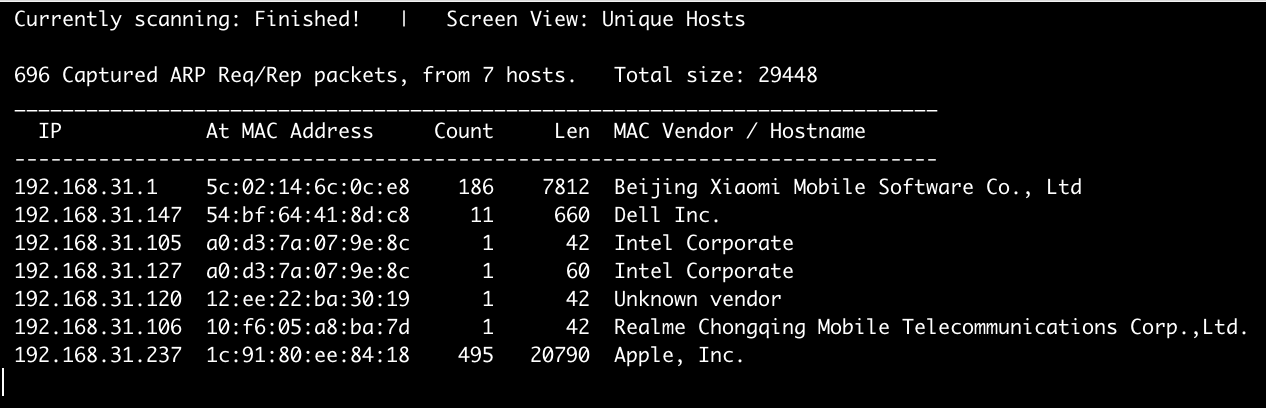 Currently scanning: Finished!   |   Screen View: Unique Hosts
696 Captured ARP Req/Rep packets, from 7 hosts.   Total size: 29448
_____________________________________________________________________________
  IP            At MAC Address     Count     Len  MAC Vendor / Hostname
-----------------------------------------------------------------------------
192.168.31.1    5c:02:14:6c:0c:e8    186    7812  Beijing Xiaomi Mobile Software Co., Ltd
192.168.31.147  54:bf:64:41:8d:c8     11     660  Dell Inc.
192.168.31.105  a0:d3:7a:07:9e:8c      1      42  Intel Corporate
192.168.31.127  a0:d3:7a:07:9e:8c      1      60  Intel Corporate
192.168.31.120  12:ee:22:ba:30:19      1      42  Unknown vendor
192.168.31.106  10:f6:05:a8:ba:7d      1      42  Realme Chongqing Mobile Telecommunications Corp.,Ltd.
192.168.31.237  1c:91:80:ee:84:18    495   20790  Apple, Inc.